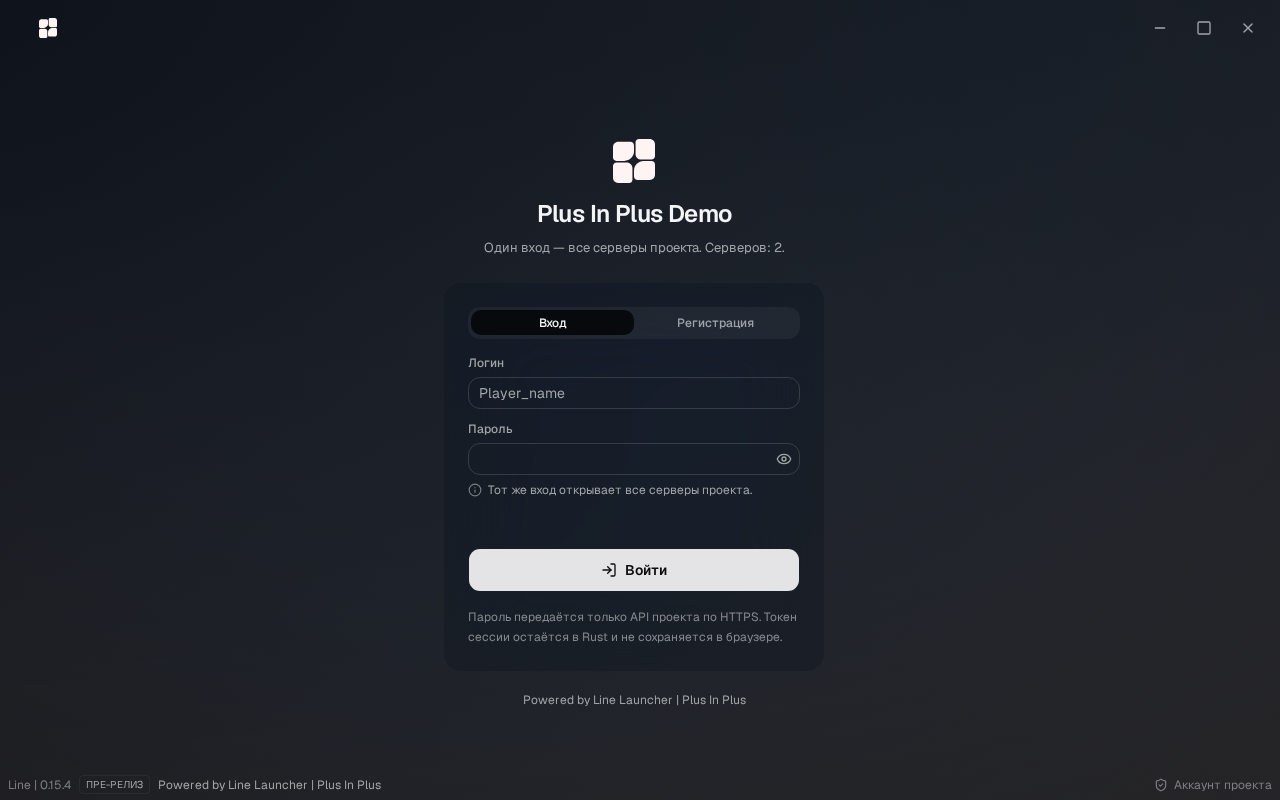 Plus In Plus Demo
Один вход — все серверы проекта. Серверов: 2.
Вход
Регистрация
Логин
Player_name
Пароль
Тот же вход открывает все серверы проекта.
Войти
Пароль передаётся только API проекта по HTTPS. Токен
сессии остаётся в Rust и не сохраняется в браузере.
Powered by Line Launcher | Plus In Plus
Line | 0.15.4
ПРЕ-РЕЛИЗ
Powered by Line Launcher | Plus In Plus
Аккаунт проекта